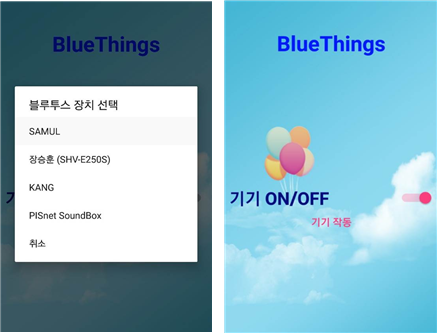 BlueThings
블루투스 장치 선택
SAMUL
장승훈 (SHV-E250S)
KANG
PISnet SoundBox
취소
기
BlueThings
기기 ON/OFF
기기 작동